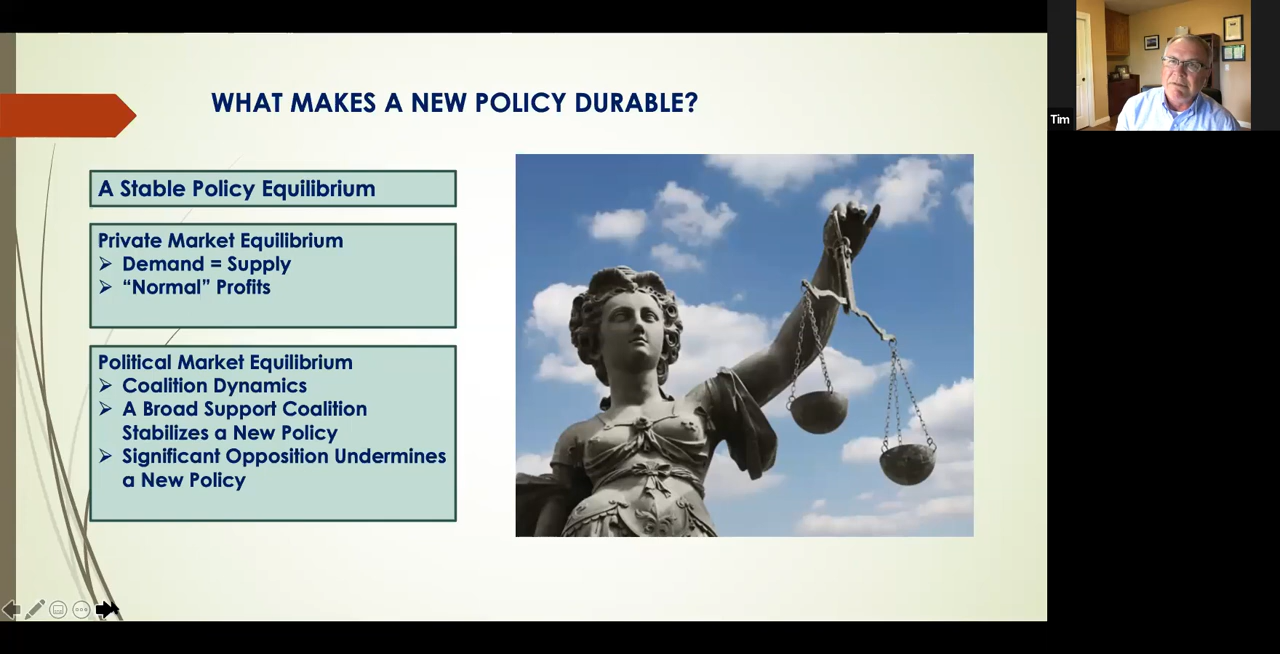 WHAT MAKES A NEW POLICY DURABLE?
A Stable Policy Equilibrium
Private Market Equilibrium
➢ Demand = Supply
➢ “Normal” Profits
Political Market Equilibrium
➢ Coalition Dynamics
➢ A Broad Support Coalition
Stabilizes a New Policy
➢ Significant Opposition Undermines
a New Policy
Tim